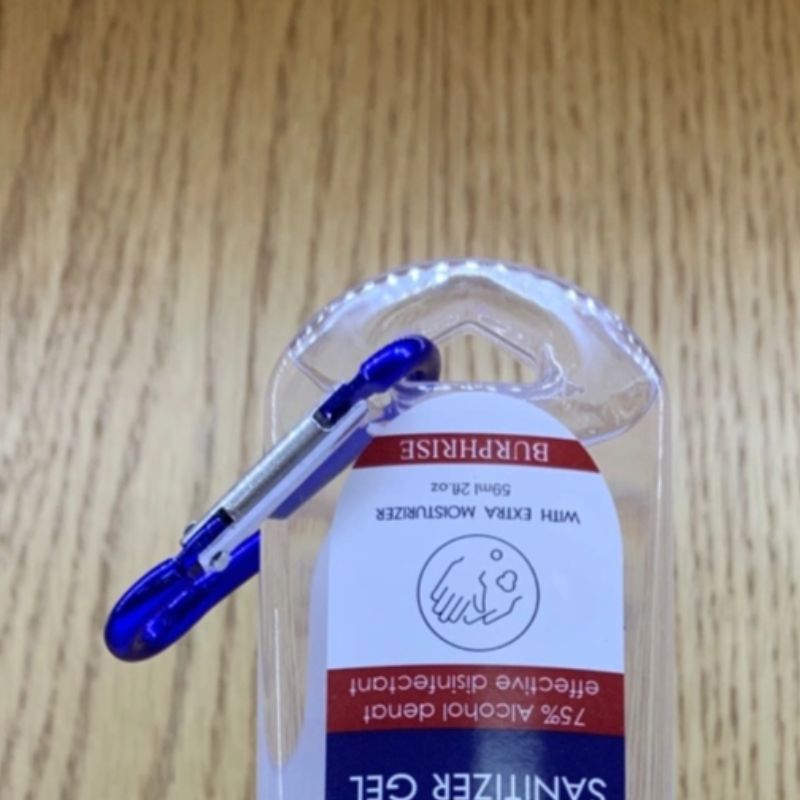 SANITIZER GEL
75% Alcohol denat
effective disinfectant
WITH EXTRA MOISTURIZER
59ml 2fl.oz
BURPHRISE